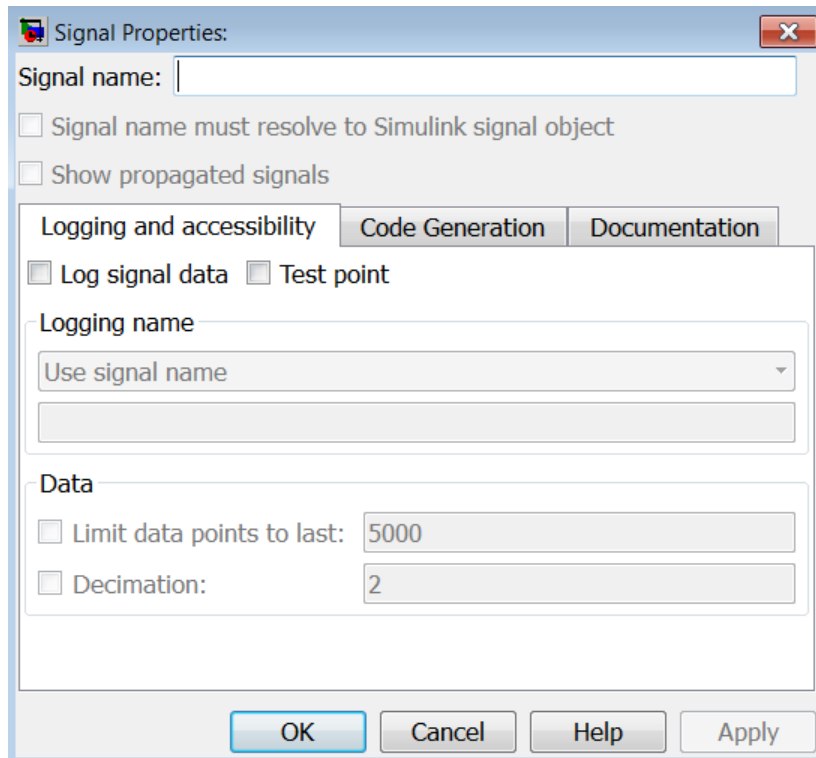 Signal Properties:
Signal name:
Signal name must resolve to Simulink signal object
Show propagated signals
Logging and accessibility Code Generation Documentation
Log signal data Test point
Logging name
Use signal name
Data
Limit data points to last: 5000
Decimation: 2
OK Cancel Help Apply